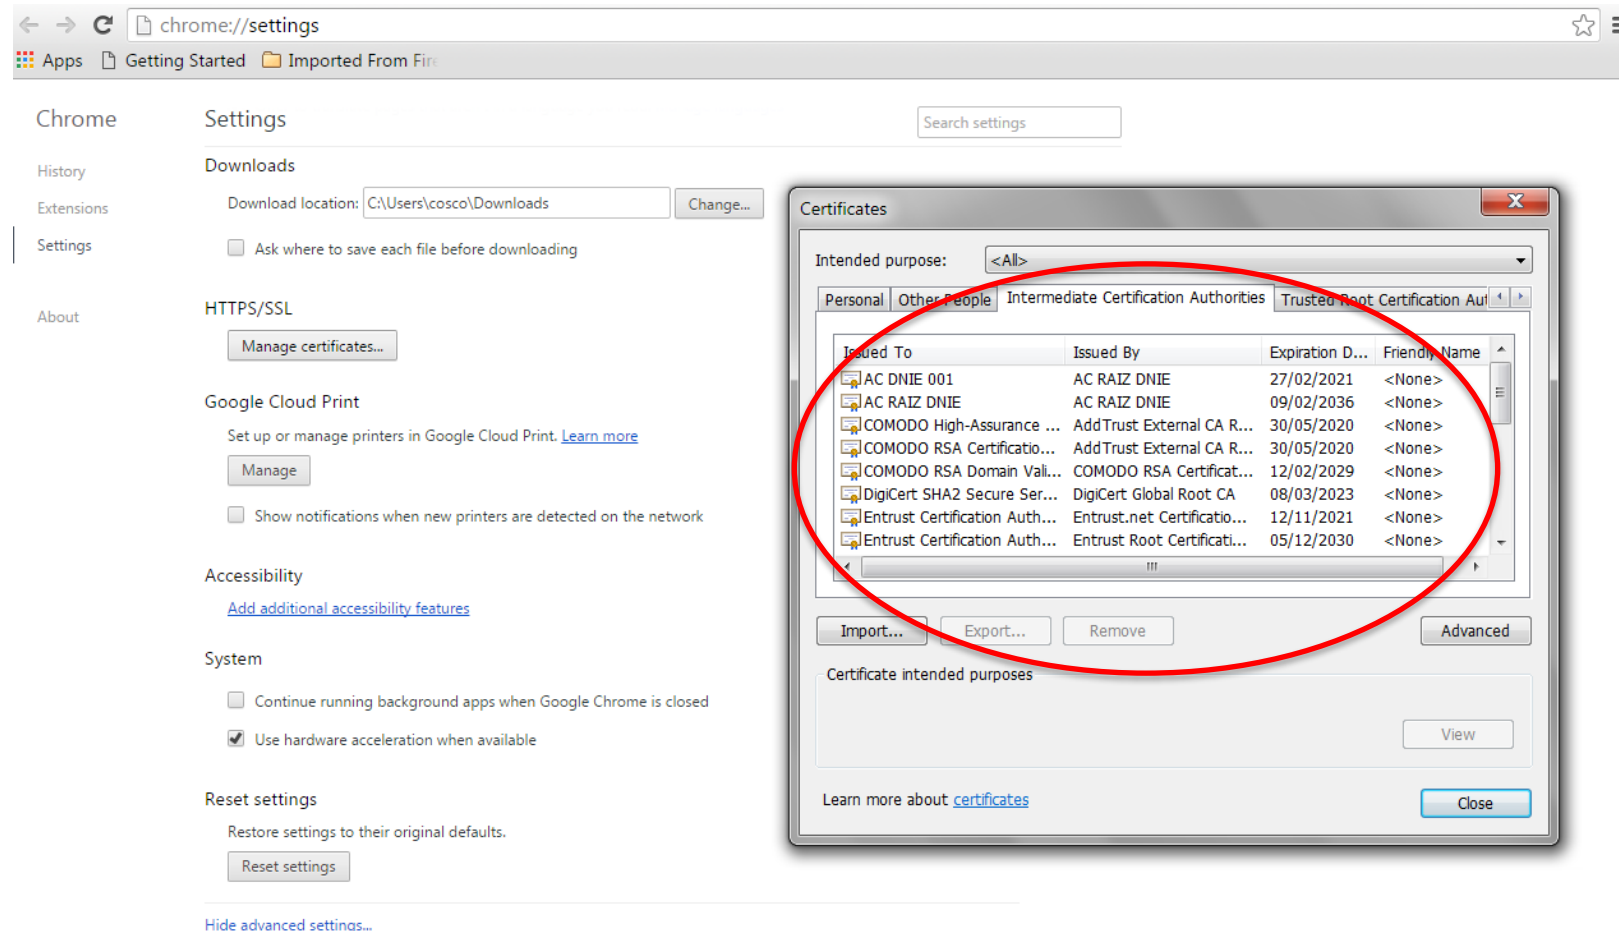 chrome://settings
Apps Getting Started Imported From Fire
Chrome
History
Extensions
Settings
About
Settings
Search settings
Downloads
Download location: C:\Users\cosco\Downloads Change...
Ask where to save each file before downloading
HTTPS/SSL
Manage certificates...
Google Cloud Print
Set up or manage printers in Google Cloud Print. Learn more
Manage
Show notifications when new printers are detected on the network
Accessibility
Add additional accessibility features
System
Continue running background apps when Google Chrome is closed
Use hardware acceleration when available
Reset settings
Restore settings to their original defaults.
Reset settings
Hide advanced settings...
Certificates
Intended purpose: <All>
Personal Other People Intermediate Certification Authorities Trusted Root Certification Aut
Issued To Issued By Expiration D... Friendly Name
AC DNIE 001 AC RAIZ DNIE 27/02/2021 <None>
AC RAIZ DNIE AC RAIZ DNIE 09/02/2036 <None>
COMODO High-Assurance ... AddTrust External CA R... 30/05/2020 <None>
COMODO RSA Certificatio... AddTrust External CA R... 30/05/2020 <None>
COMODO RSA Domain Vali... COMODO RSA Certificat... 12/02/2029 <None>
DigiCert SHA2 Secure Ser... DigiCert Global Root CA 08/03/2023 <None>
Entrust Certification Auth... Entrust.net Certificatio... 12/11/2021 <None>
Entrust Certification Auth... Entrust Root Certificati... 05/12/2030 <None>
Import... Export... Remove Advanced
Certificate intended purposes
View
Learn more about certificates
Close